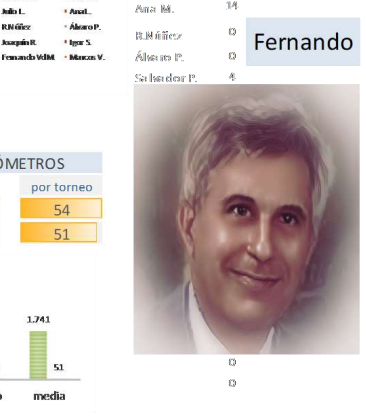 Julio L. Ana L.
R.Núñez Álvaro P.
Joaquín R. Igor S.
Fernando VdM Marcos V.
Ana M. 14
R.Núñez 0
Álvaro P. 0
Salvador P. 4
Fernando
ÓMETROS
por torneo
54
51
1.741
51
o media
0
0